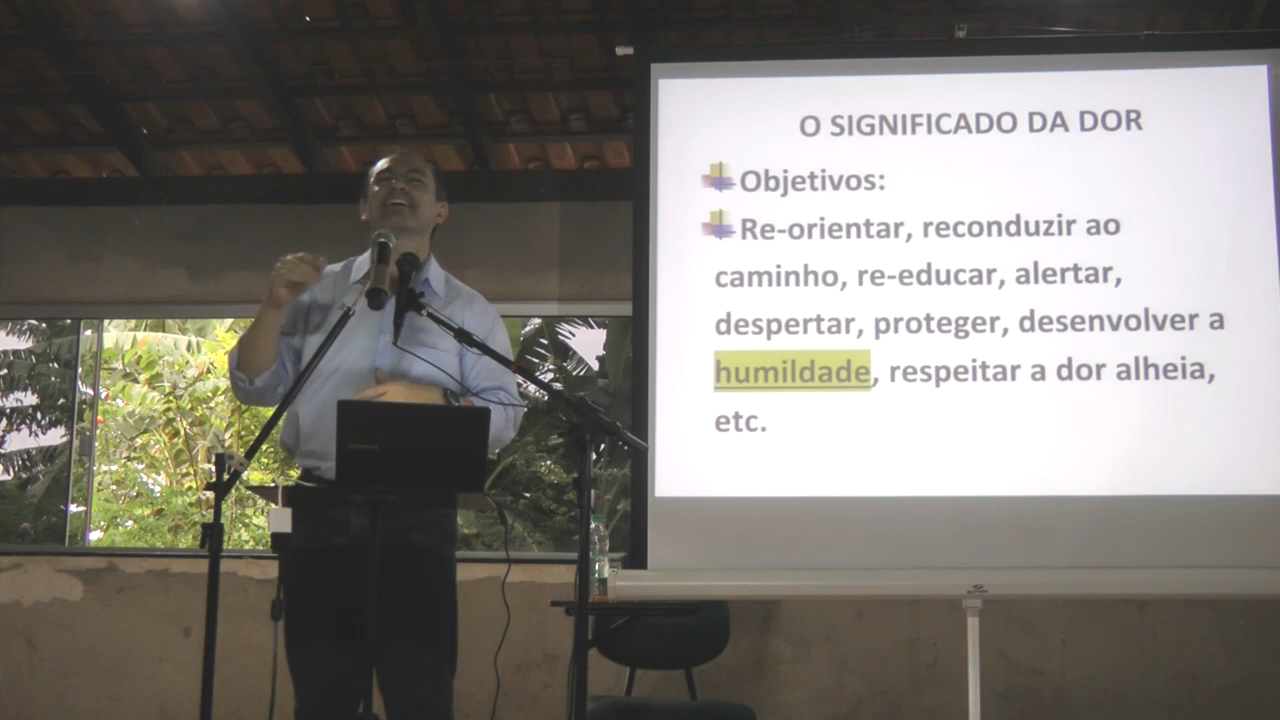 O SIGNIFICADO DA DOR
Objetivos:
Re-orientar, reconduzir ao
caminho, re-educar, alertar,
despertar, proteger, desenvolver a
humildade, respeitar a dor alheia,
etc.